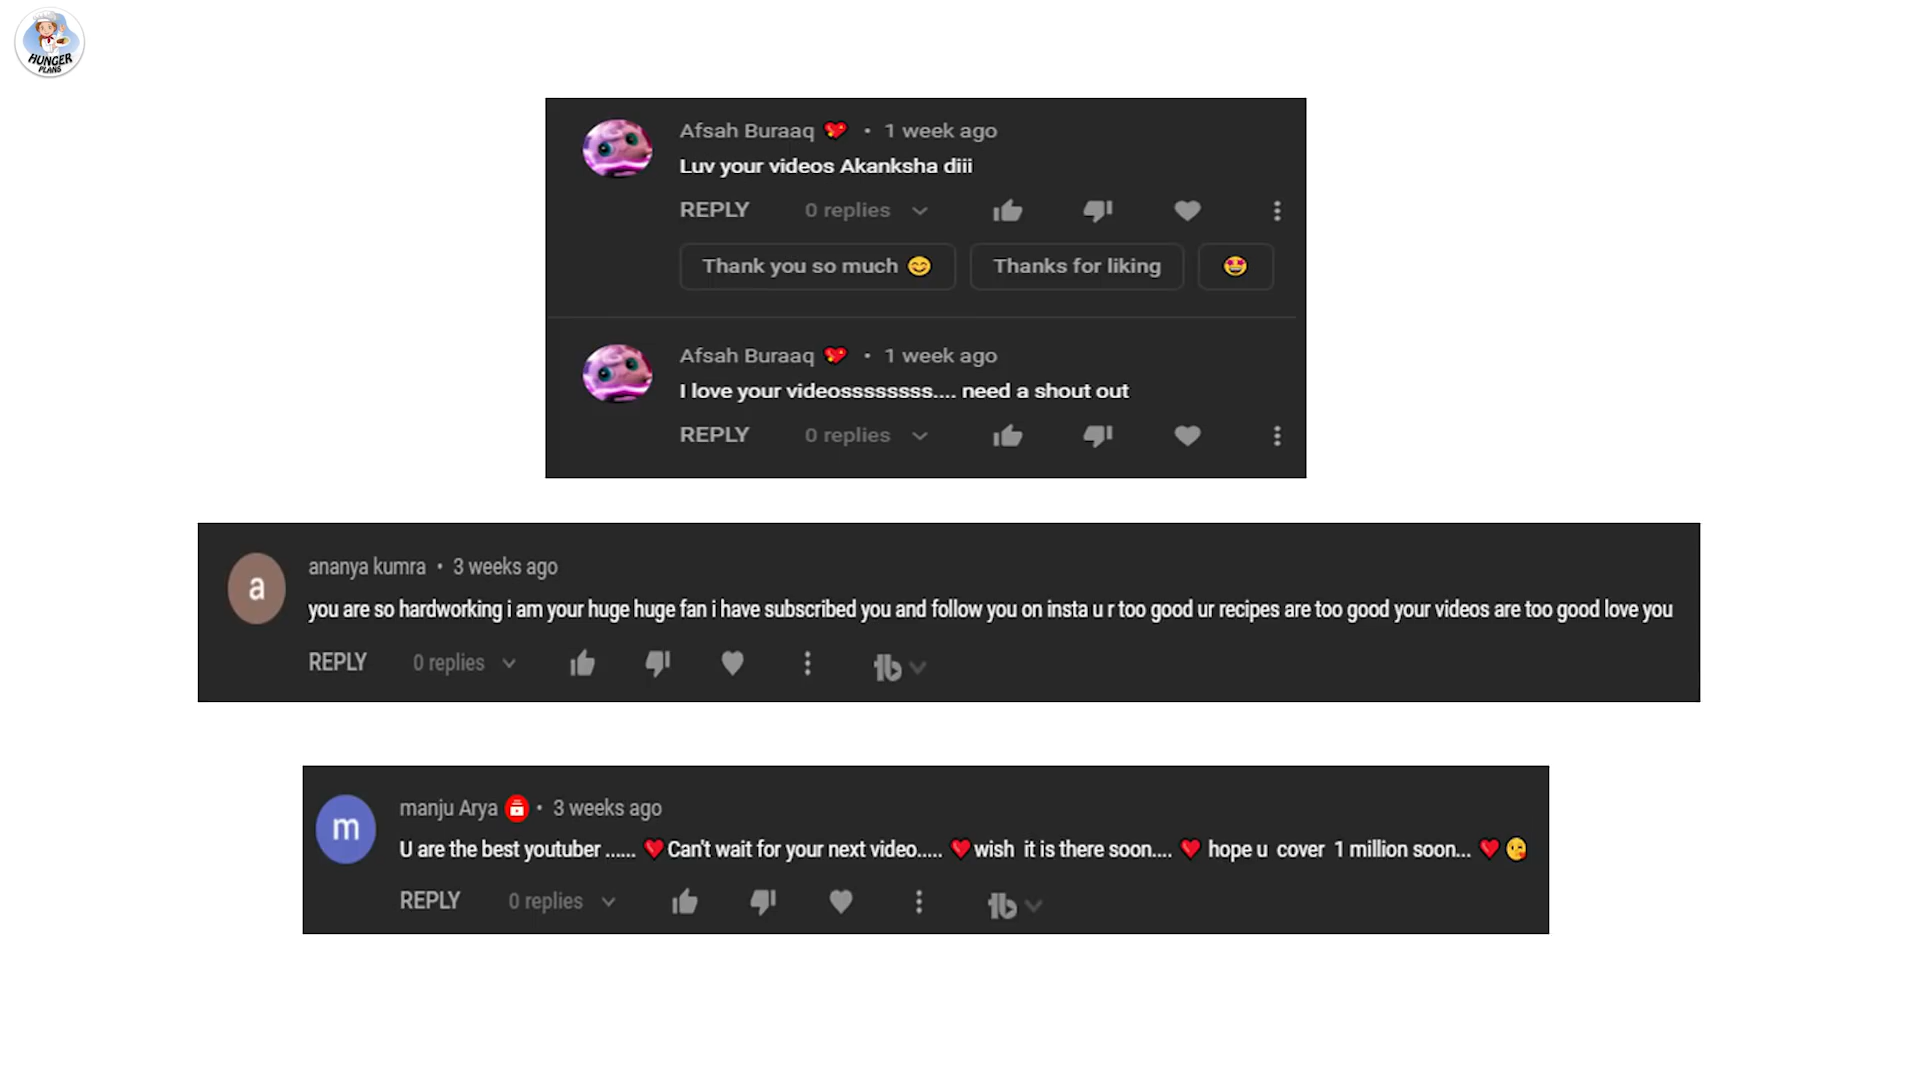 HUNGER
PLANS
Afsah Buraaq 💖 • 1 week ago
Luv your videos Akanksha diii
REPLY 0 replies
Thank you so much 😊 Thanks for liking 🤩
Afsah Buraaq 💖 • 1 week ago
I love your videosssssssss.... need a shout out
REPLY 0 replies
a
ananya kumra • 3 weeks ago
you are so hardworking i am your huge huge fan i have subscribed you and follow you on insta u r too good ur recipes are too good your videos are too good love you
REPLY 0 replies
m
manju Arya • 3 weeks ago
U are the best youtuber ...... ❤Can't wait for your next video..... ❤wish it is there soon.... ❤ hope u cover 1 million soon... ❤😘
REPLY 0 replies